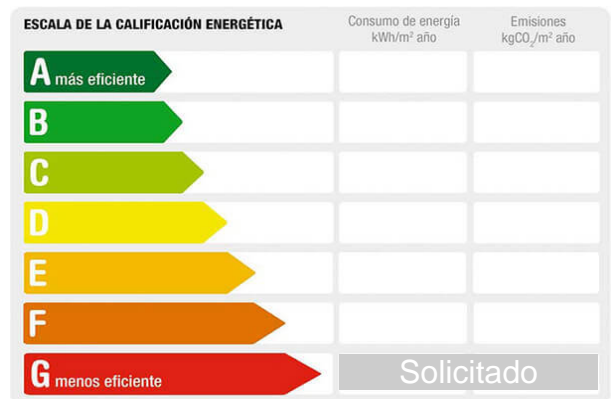 ESCALA DE LA CALIFICACIÓN ENERGÉTICA
Consumo de energía
kWh/m² año
Emisiones
kgCO₂/m² año
A más eficiente
B
C
D
E
F
G menos eficiente
Solicitado